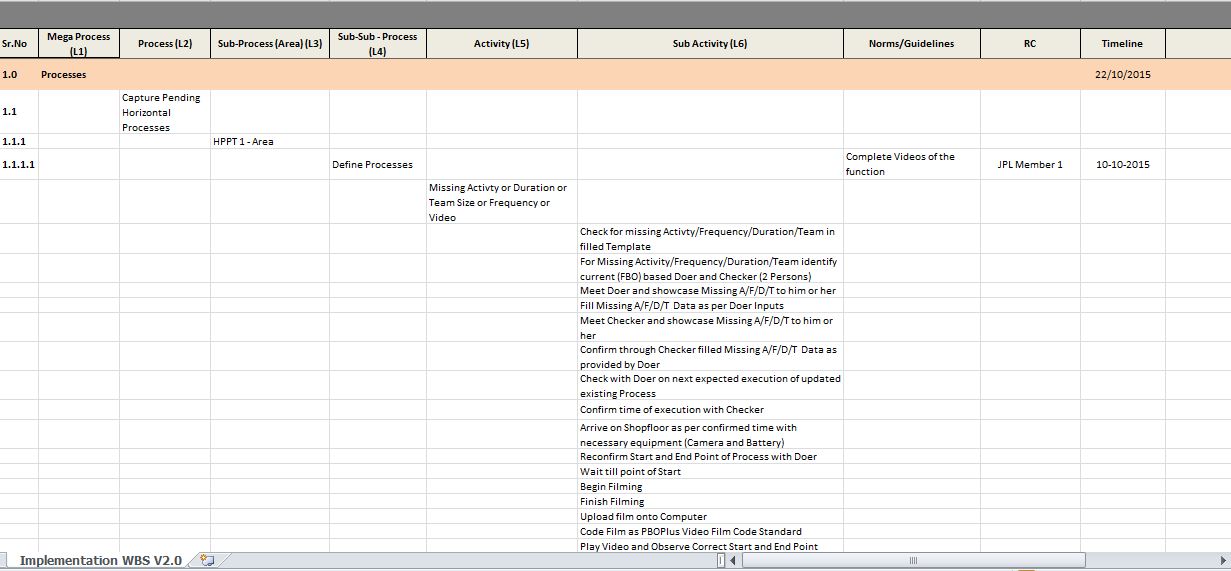 Sr.No
Mega Process
(L1)
Process (L2)
Sub-Process (Area) (L3)
Sub-Sub - Process
(L4)
Activity (L5)
Sub Activity (L6)
Norms/Guidelines
RC
Timeline
1.0 Processes 22/10/2015
1.1
Capture Pending
Horizontal
Processes
1.1.1 HPPT 1 - Area
1.1.1.1 Define Processes
Complete Videos of the
function
JPL Member 1
10-10-2015
Missing Activty or Duration or
Team Size or Frequency or
Video
Check for missing Activty/Frequency/Duration/Team in
filled Template
For Missing Activity/Frequency/Duration/Team identify
current (FBO) based Doer and Checker (2 Persons)
Meet Doer and showcase Missing A/F/D/T to him or her
Fill Missing A/F/D/T Data as per Doer Inputs
Meet Checker and showcase Missing A/F/D/T to him or
her
Confirm through Checker filled Missing A/F/D/T Data as
provided by Doer
Check with Doer on next expected execution of updated
existing Process
Confirm time of execution with Checker
Arrive on Shopfloor as per confirmed time with
necessary equipment (Camera and Battery)
Reconfirm Start and End Point of Process with Doer
Wait till point of Start
Begin Filming
Finish Filming
Upload film onto Computer
Code Film as PBOPlus Video Film Code Standard
Play Video and Observe Correct Start and End Point
Implementation WBS V2.0